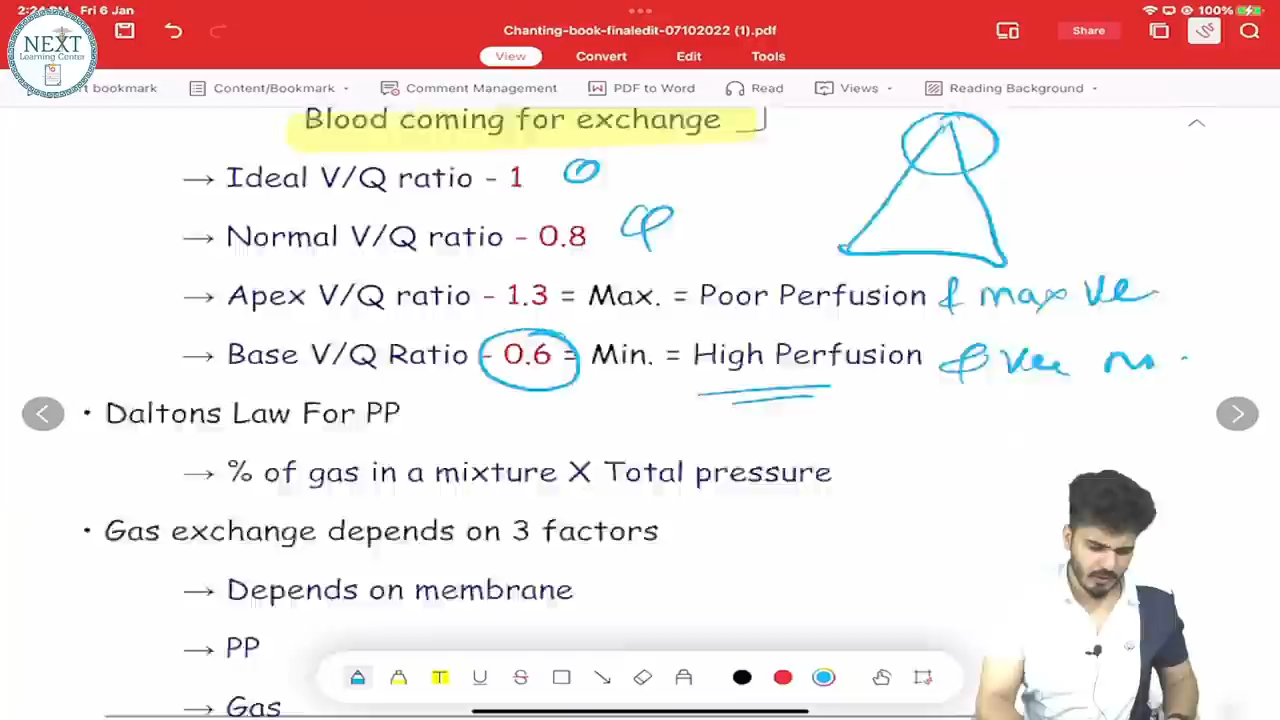 Fri 6 Jan
100%
NEXT
Learning Center
Chanting-book-finaledit-07102022 (1).pdf
Share
View Convert Edit Tools
bookmark Content/Bookmark Comment Management PDF to Word Read Views Reading Background
Blood coming for exchange
→ Ideal V/Q ratio - 1
→ Normal V/Q ratio - 0.8
→ Apex V/Q ratio - 1.3 = Max. = Poor Perfusion & max ve
→ Base V/Q Ratio - 0.6 = Min. = High Perfusion
• Daltons Law For PP
→ % of gas in a mixture X Total pressure
• Gas exchange depends on 3 factors
→ Depends on membrane
→ PP
→ Gas